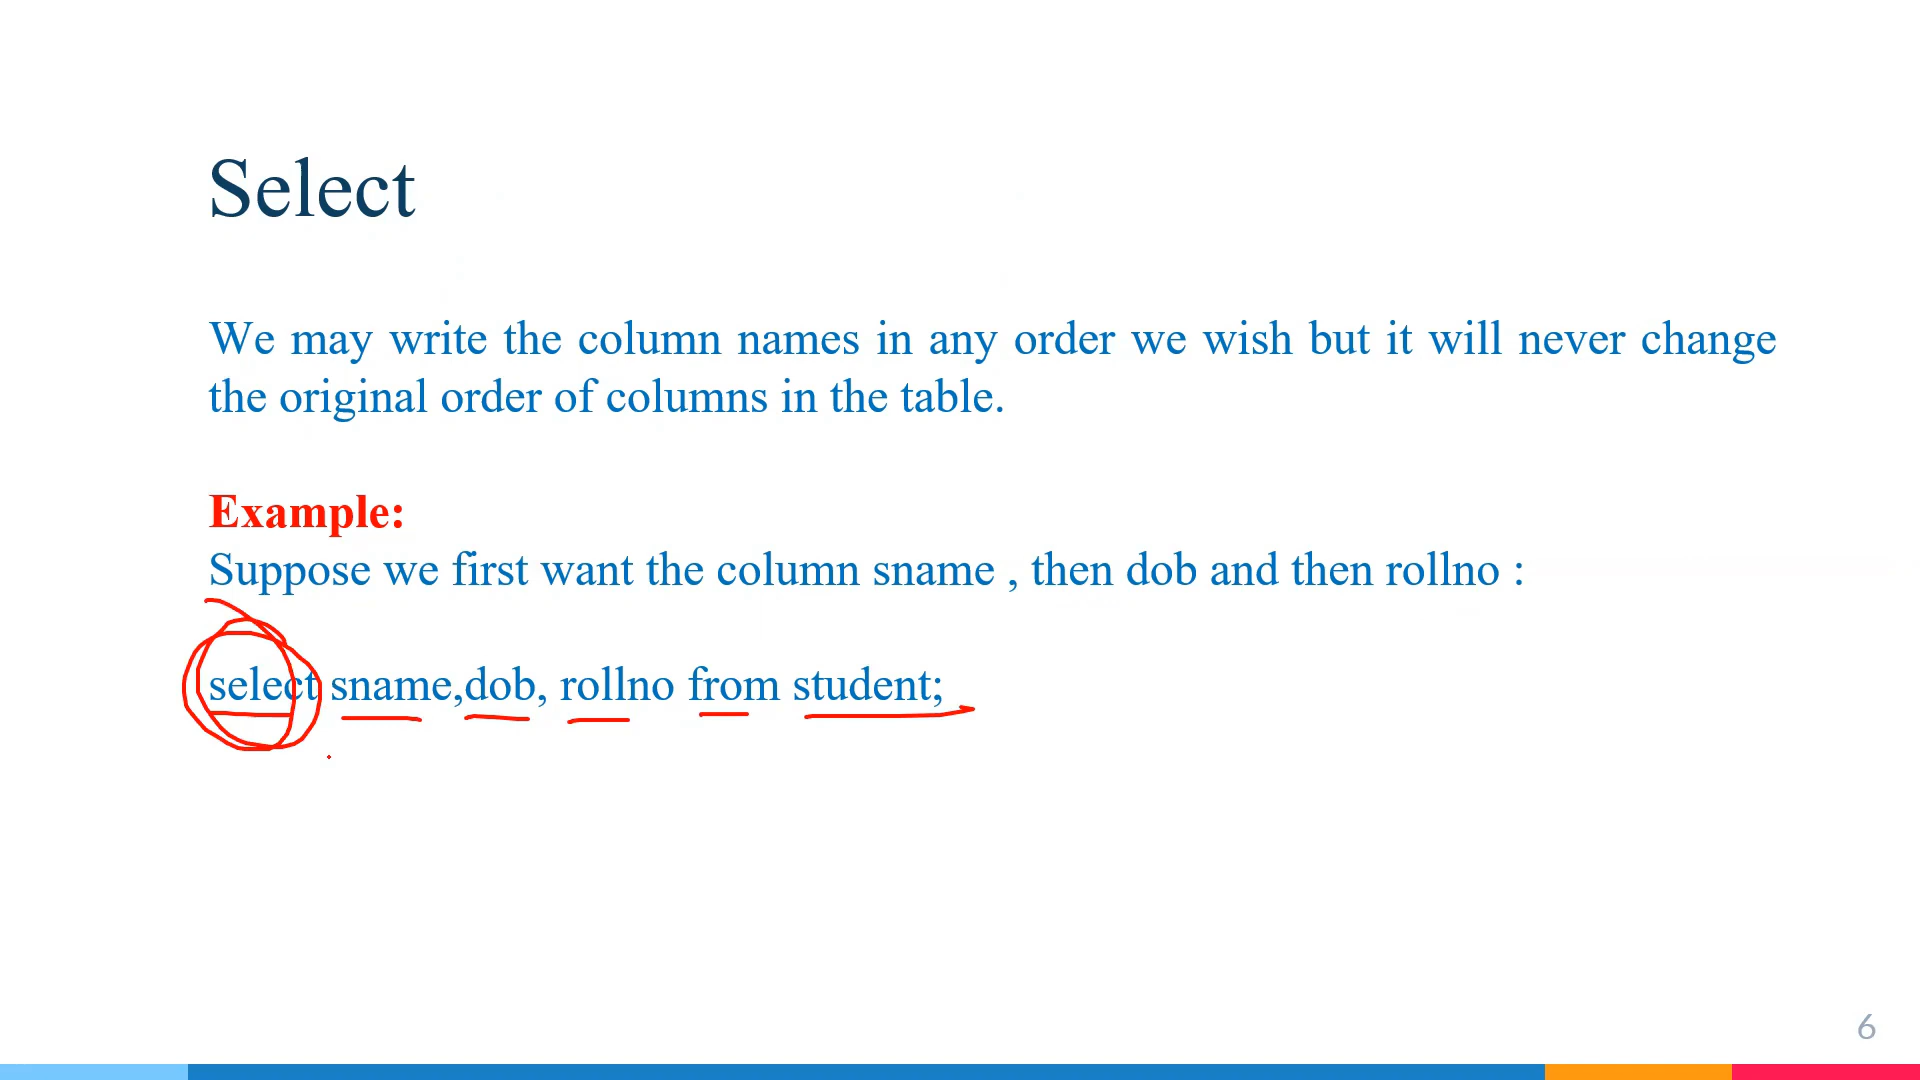 Select
We may write the column names in any order we wish but it will never change
the original order of columns in the table.
Example:
Suppose we first want the column sname , then dob and then rollno :
select sname,dob, rollno from student;
6